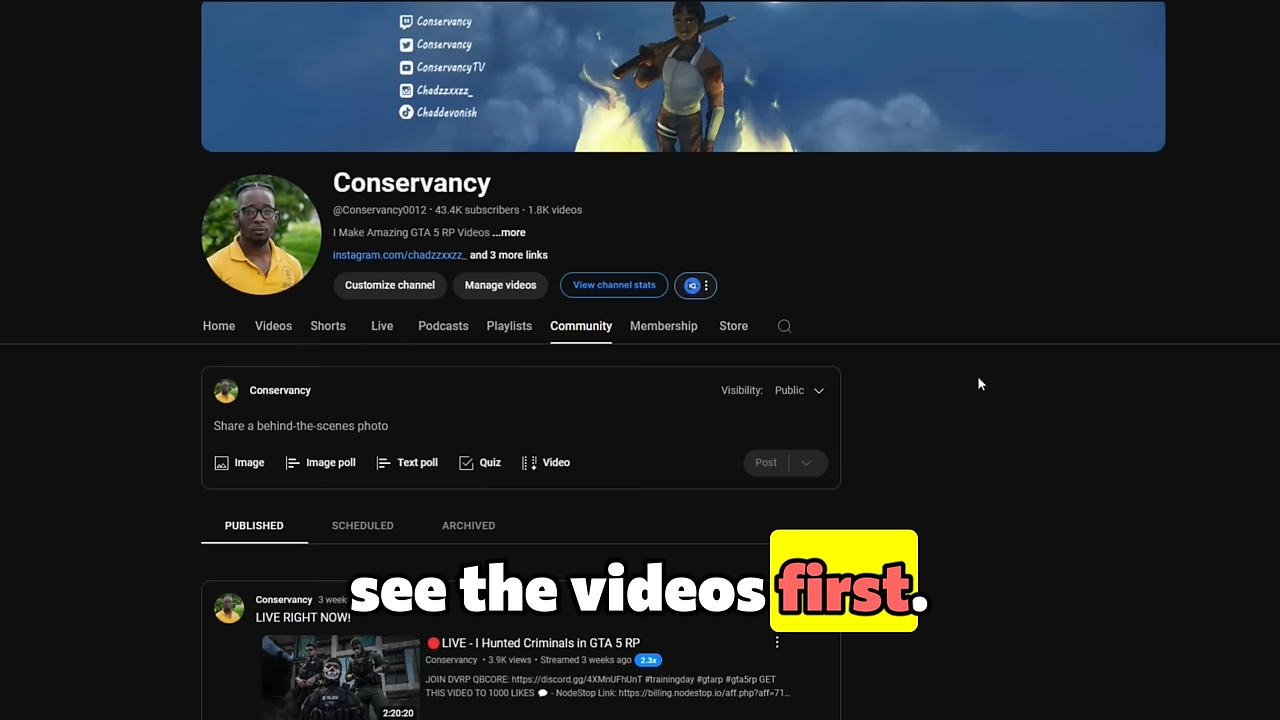 Conservancy
Conservancy
ConservancyTV
Chadzzxxzz_
Chaddevonish
Conservancy
@Conservancy0012 · 43.4K subscribers · 1.8K videos
I Make Amazing GTA 5 RP Videos ...more
instagram.com/chadzzxxzz_ and 3 more links
Customize channel Manage videos View channel stats
Home Videos Shorts Live Podcasts Playlists Community Membership Store
Conservancy Visibility: Public
Share a behind-the-scenes photo
Image Image poll Text poll Quiz Video Post
PUBLISHED SCHEDULED ARCHIVED
see the videos first.
Conservancy 3 week
LIVE RIGHT NOW!
LIVE - I Hunted Criminals in GTA 5 RP
Conservancy · 3.9K views · Streamed 3 weeks ago 2.3x
JOIN DVRP QBCORE: https://discord.gg/4XMnUFhUnT #trainingday #gtarp #gta5rp GET
THIS VIDEO TO 1000 LIKES 💬 - NodeStop Link: https://billing.nodestop.io/aff.php?aff=71...
2:20:20